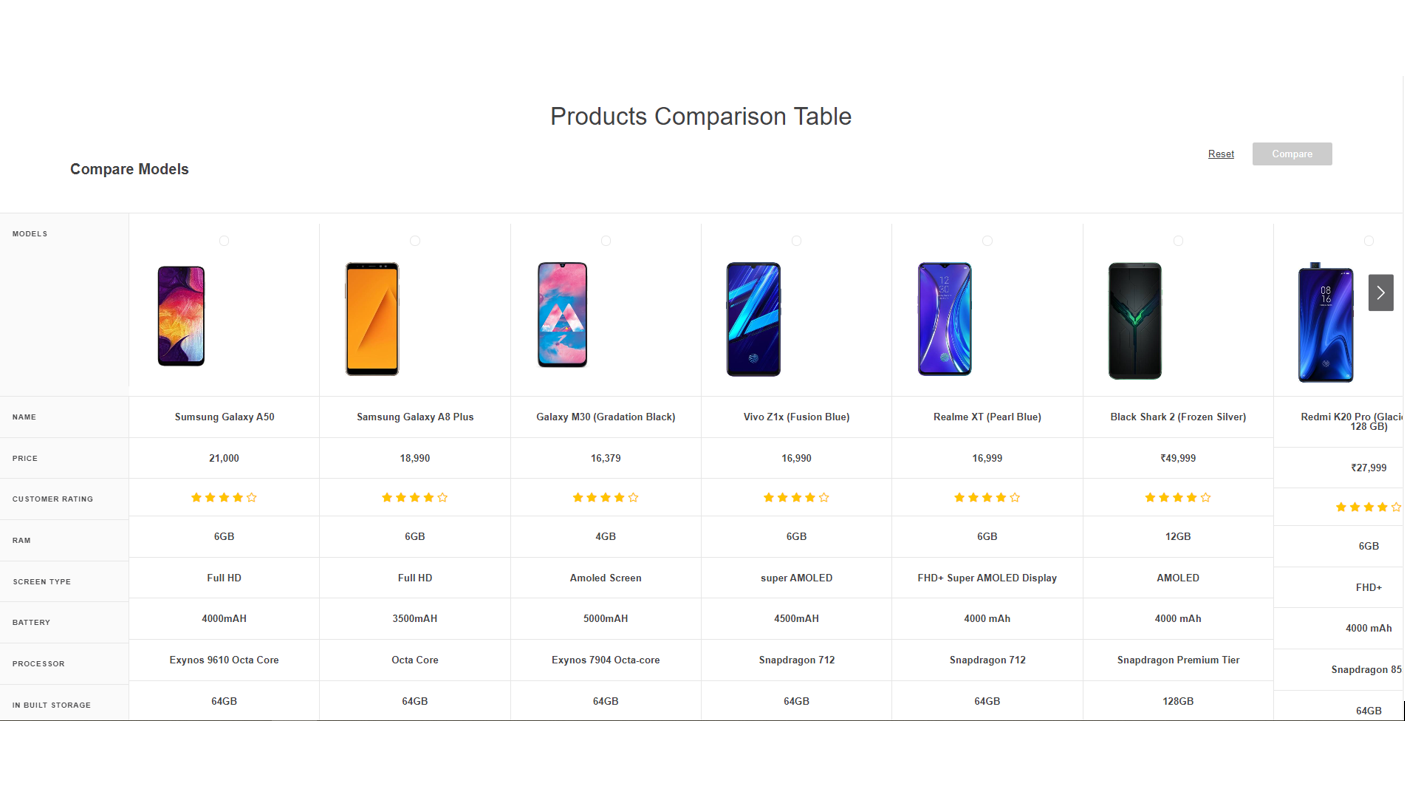 Products Comparison Table
Reset
Compare
Compare Models
MODELS
08
16
NAME
Sumsung Galaxy A50
Samsung Galaxy A8 Plus
Galaxy M30 (Gradation Black)
Vivo Z1x (Fusion Blue)
Realme XT (Pearl Blue)
Black Shark 2 (Frozen Silver)
Redmi K20 Pro (Glaci
128 GB)
PRICE
21,000
18,990
16,379
16,990
16,999
₹49,999
₹27,999
CUSTOMER RATING
RAM
6GB
6GB
4GB
6GB
6GB
12GB
6GB
SCREEN TYPE
Full HD
Full HD
Amoled Screen
super AMOLED
FHD+ Super AMOLED Display
AMOLED
FHD+
BATTERY
4000mAH
3500mAH
5000mAH
4500mAH
4000 mAh
4000 mAh
4000 mAh
PROCESSOR
Exynos 9610 Octa Core
Octa Core
Exynos 7904 Octa-core
Snapdragon 712
Snapdragon 712
Snapdragon Premium Tier
Snapdragon 85
IN BUILT STORAGE
64GB
64GB
64GB
64GB
64GB
128GB
64GB